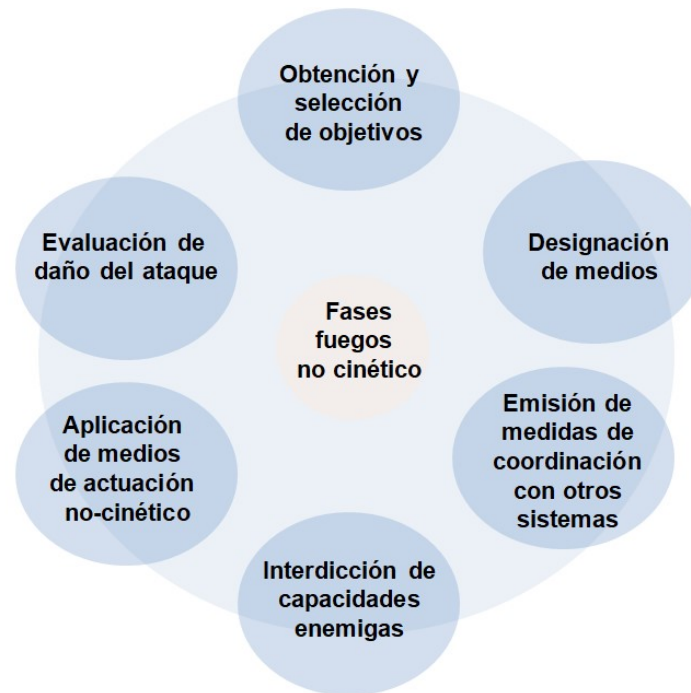 Obtención y
selección
de objetivos
Designación
de medios
Emisión de
medidas de
coordinación
con otros
sistemas
Interdicción de
capacidades
enemigas
Aplicación
de medios
de actuación
no-cinético
Evaluación de
daño del ataque
Fases
fuegos
no cinético